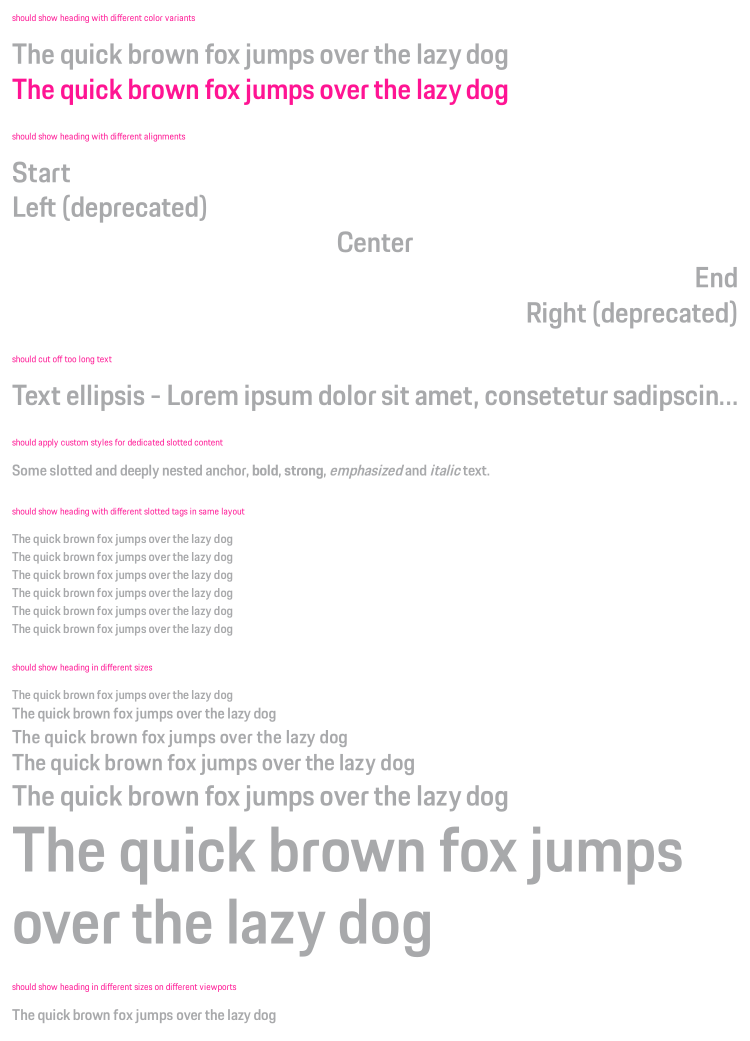 should show heading with different color variants
The quick brown fox jumps over the lazy dog
The quick brown fox jumps over the lazy dog
should show heading with different alignments
Start
Left (deprecated)
Center
End
Right (deprecated)
should cut off too long text
Text ellipsis - Lorem ipsum dolor sit amet, consetetur sadipscin...
should apply custom styles for dedicated slotted content
Some slotted and deeply nested anchor, bold, strong, emphasized and italic text.
should show heading with different slotted tags in same layout
The quick brown fox jumps over the lazy dog
The quick brown fox jumps over the lazy dog
The quick brown fox jumps over the lazy dog
The quick brown fox jumps over the lazy dog
The quick brown fox jumps over the lazy dog
The quick brown fox jumps over the lazy dog
should show heading in different sizes
The quick brown fox jumps over the lazy dog
The quick brown fox jumps over the lazy dog
The quick brown fox jumps over the lazy dog
The quick brown fox jumps over the lazy dog
The quick brown fox jumps over the lazy dog
The quick brown fox jumps
over the lazy dog
should show heading in different sizes on different viewports
The quick brown fox jumps over the lazy dog